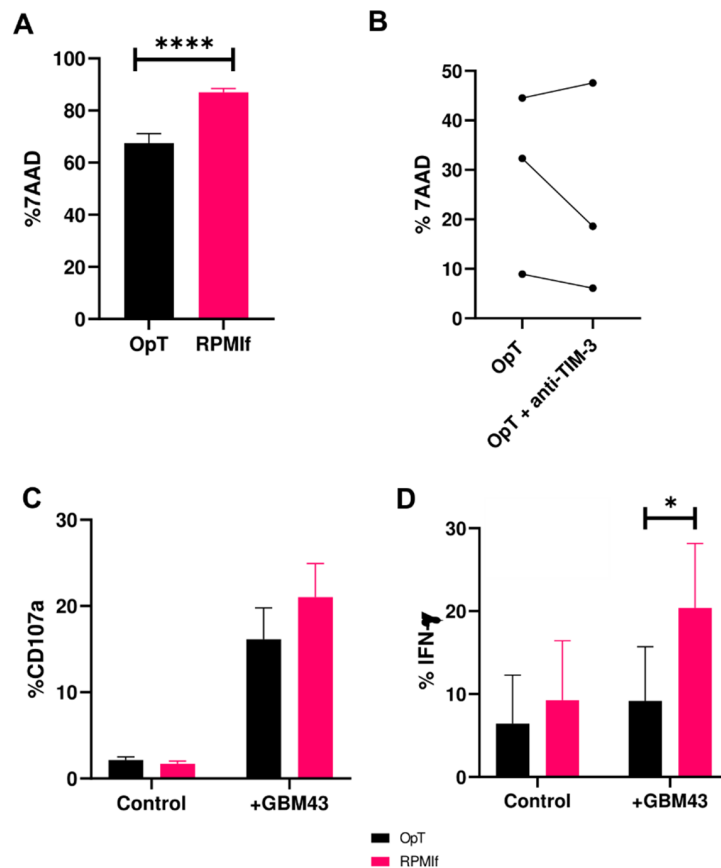 A
****
100
80
60
40
20
0
%7AAD
OpT RPMIf
B
50
40
30
20
10
0
% 7AAD
OpT
OpT + anti-TIM-3
C
30
20
10
0
%CD107a
Control +GBM43
D
*
30
20
10
0
% IFN-γ
Control +GBM43
OpT
RPMIf